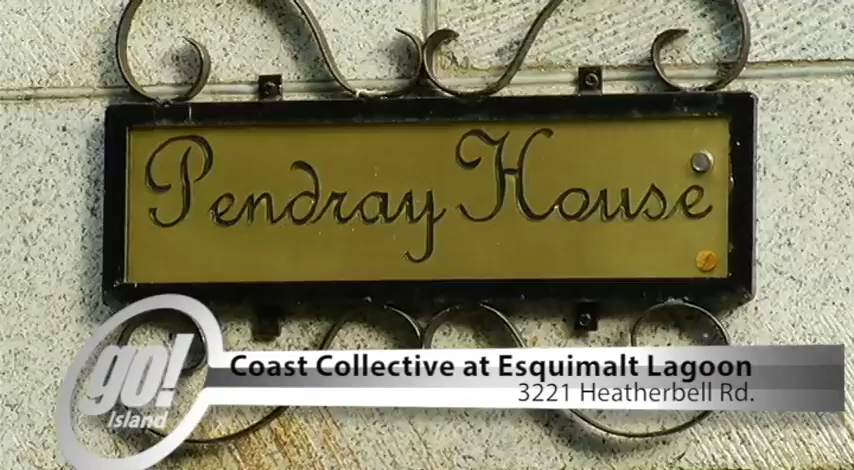 Pendray House
go!
Island
Coast Collective at Esquimalt Lagoon
3221 Heatherbell Rd.